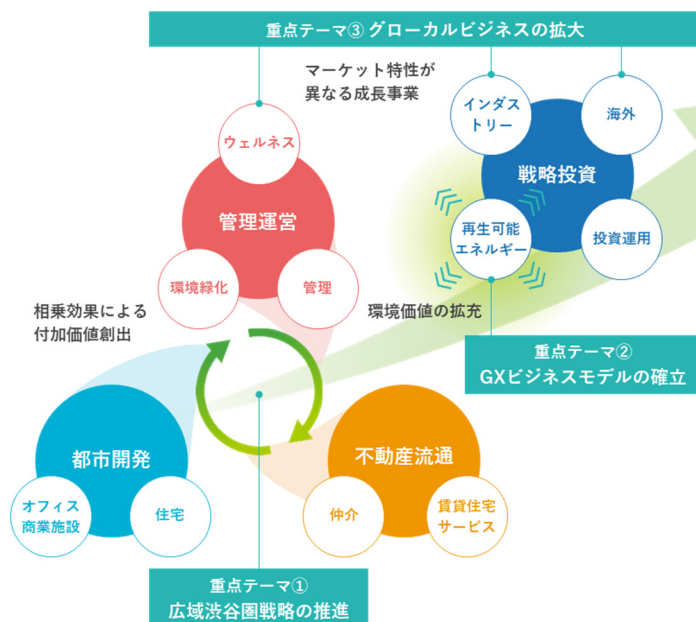 重点テーマ③ グローカルビジネスの拡大
マーケット特性が
異なる成長事業
ウェルネス
管理運営
環境緑化
管理
インダス
トリー
海外
戦略投資
再生可能
エネルギー
投資運用
相乗効果による
付加価値創出
環境価値の拡充
重点テーマ②
GXビジネスモデルの確立
都市開発
オフィス
商業施設
住宅
不動産流通
仲介
賃貸住宅
サービス
重点テーマ①
広域渋谷圏戦略の推進